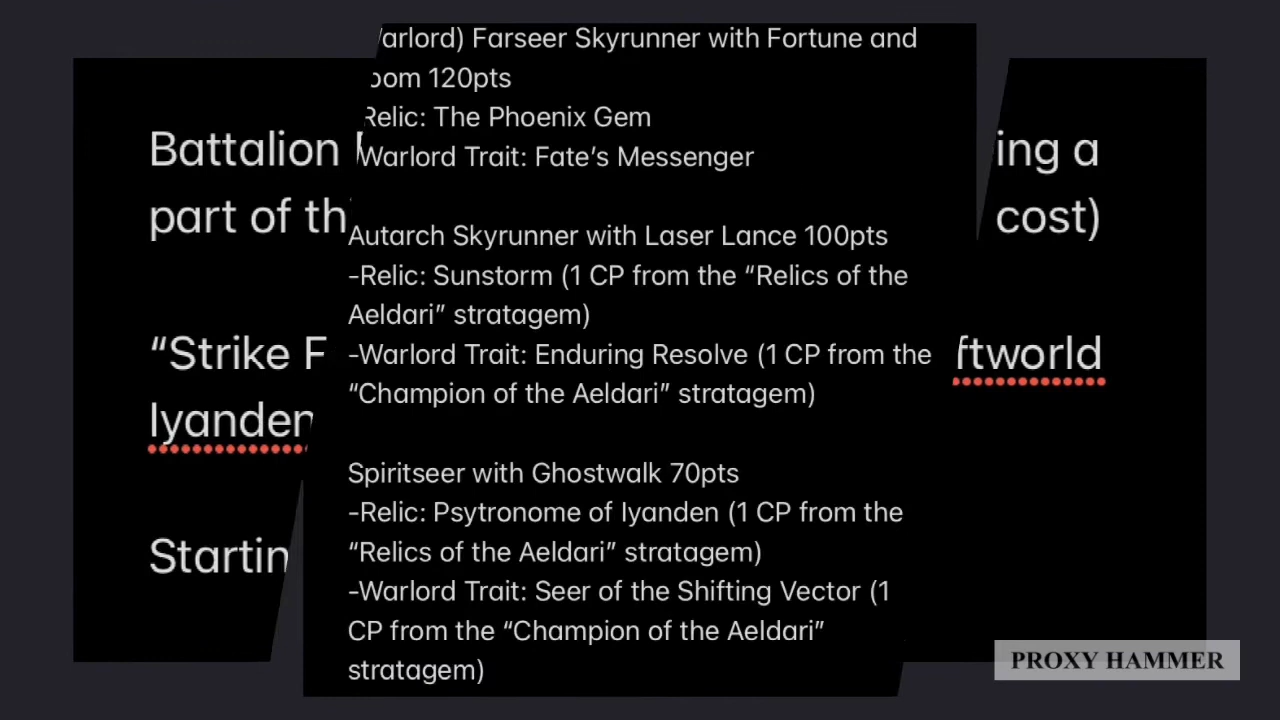 arlord) Farseer Skyrunner with Fortune and
oom 120pts
Relic: The Phoenix Gem
Warlord Trait: Fate's Messenger
Autarch Skyrunner with Laser Lance 100pts
-Relic: Sunstorm (1 CP from the “Relics of the
Aeldari” stratagem)
-Warlord Trait: Enduring Resolve (1 CP from the
“Champion of the Aeldari” stratagem)
Spiritseer with Ghostwalk 70pts
-Relic: Psytronome of Iyanden (1 CP from the
“Relics of the Aeldari” stratagem)
-Warlord Trait: Seer of the Shifting Vector (1
CP from the “Champion of the Aeldari”
stratagem)
Battalion ing a
part of th cost)
“Strike F ftworld
Iyanden
Startin
PROXY HAMMER